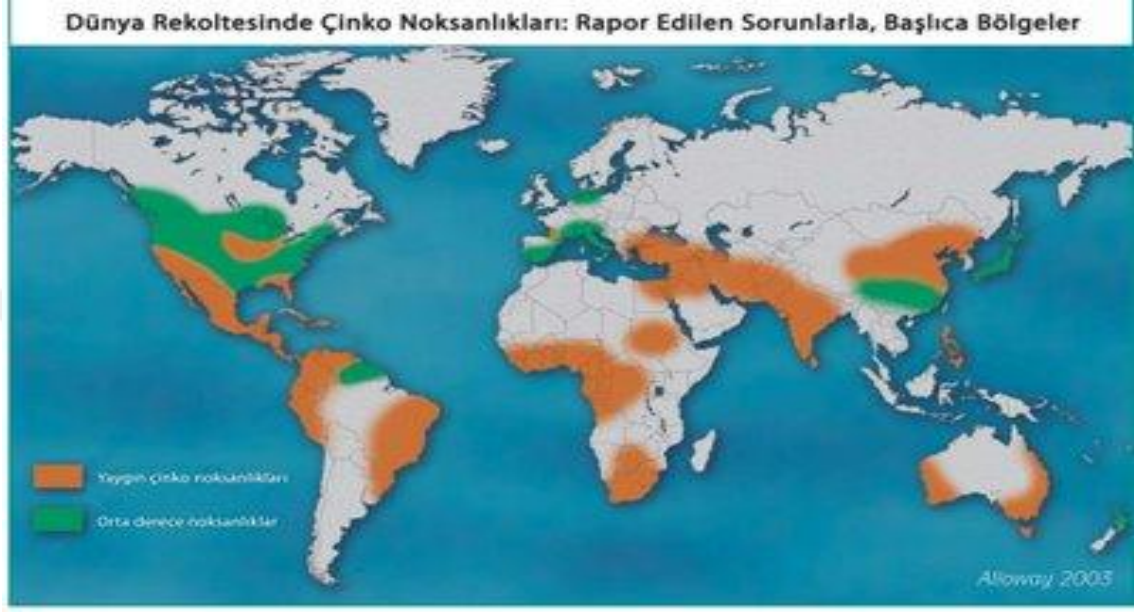 Dünya Rekoltesinde Çinko Noksanlıkları: Rapor Edilen Sorunlarla, Başlıca Bölgeler
Yaygın çinko noksanlıkları
Orta derece noksanlıklar
Alloway 2003